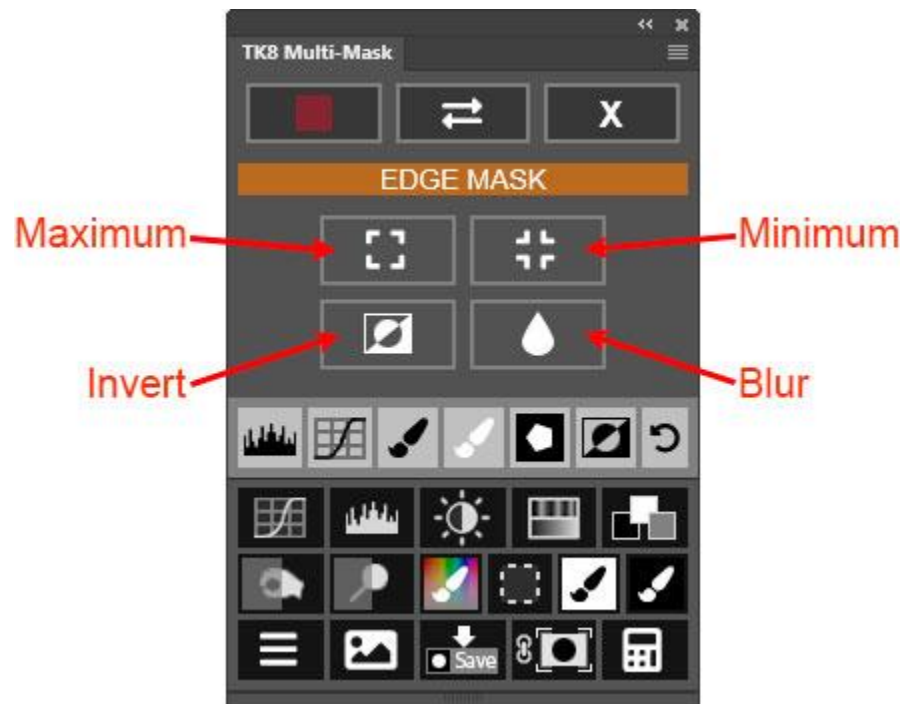 TK8 Multi-Mask
X
EDGE MASK
Maximum
Minimum
Invert
Blur
Save